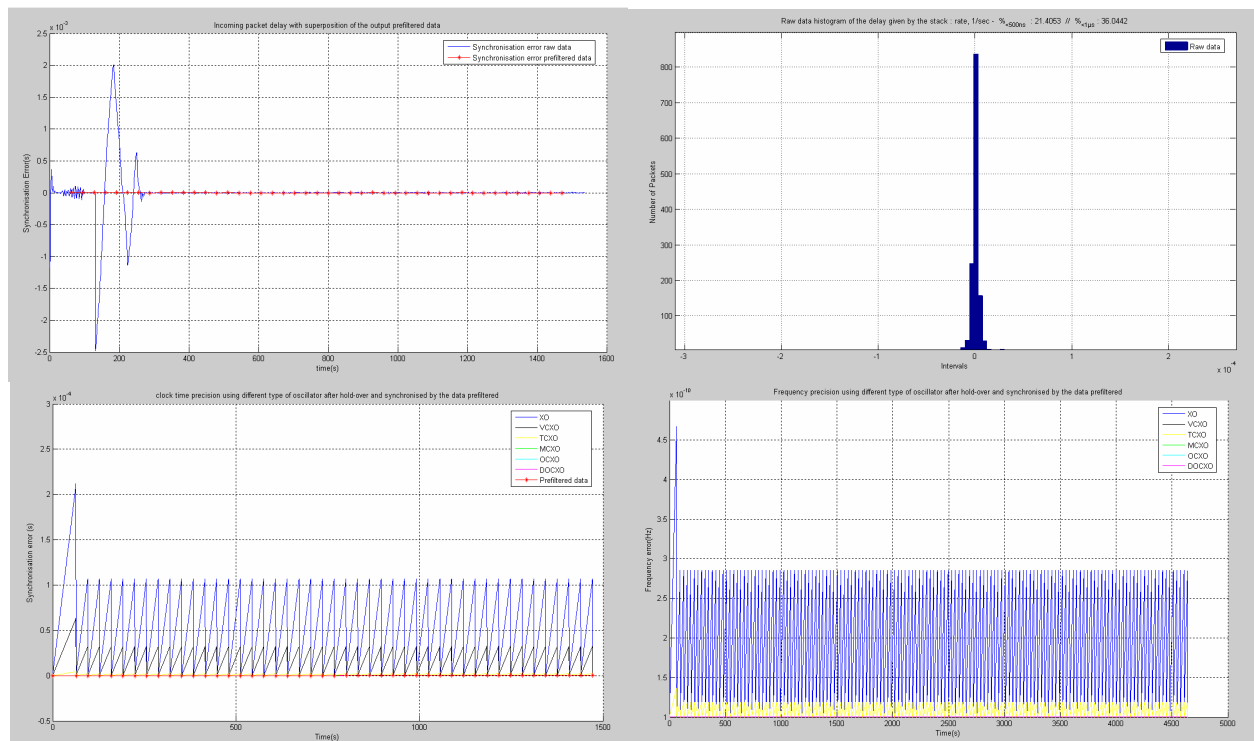 Incoming packet delay with superposition of the output prefiltered data
x 10^-3
2.5
2
1.5
1
0.5
0
-0.5
-1
-1.5
-2
-2.5
Synchronisation Error(s)
Synchronisation error raw data
Synchronisation error prefiltered data
0
200
400
600
800
1000
1200
1400
1600
time(s)
Raw data histogram of the delay given by the stack : rate, 1/sec - %<500ns : 21.4053 // %<1µs : 36.0442
800
700
600
500
400
300
200
100
Number of Packets
Raw data
-3
-2
-1
0
1
2
x 10^-4
Intervals
clock time precision using different type of oscillator after hold-over and synchronised by the data prefiltered
x 10^-4
3
2.5
2
1.5
1
0.5
0
-0.5
Synchronisation error (s)
XO
VCXO
TCXO
MCXO
OCXO
DOCXO
Prefiltered data
0
500
1000
1500
Time(s)
Frequency precision using different type of oscillator after hold-over and synchronised by the data prefiltered
4.5
4
3.5
3
2.5
2
1.5
1
Frequency error(Hz)
XO
VCXO
TCXO
MCXO
OCXO
DOCXO
0
500
1000
1500
2000
2500
3000
3500
4000
4500
5000
Time(s)